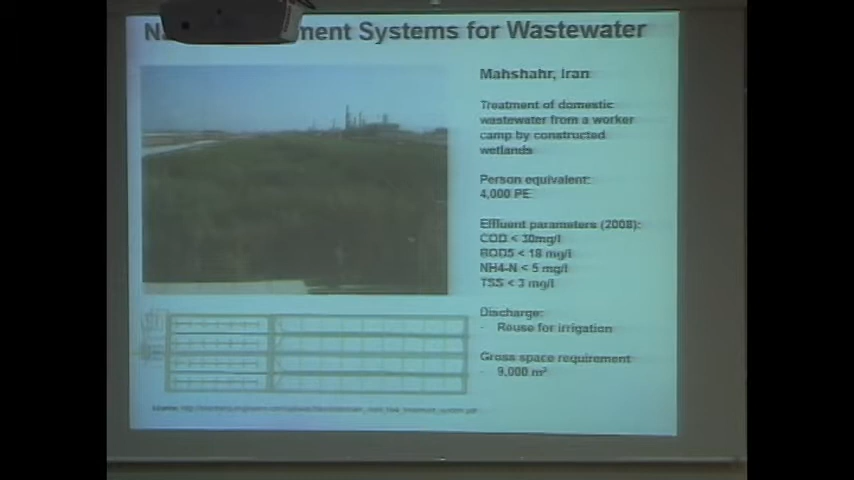 ment Systems for Wastewater
Mahshahr, Iran
Treatment of domestic
wastewater from a worker
camp by constructed
wetlands
Person equivalent:
4,000 PE
Effluent parameters (2008):
COD < 30mg/l
BOD5 < 18 mg/l
NH4-N < 5 mg/l
TSS < 3 mg/l
Discharge:
- Reuse for irrigation
Gross space requirement
- 9,000 m²
Source: